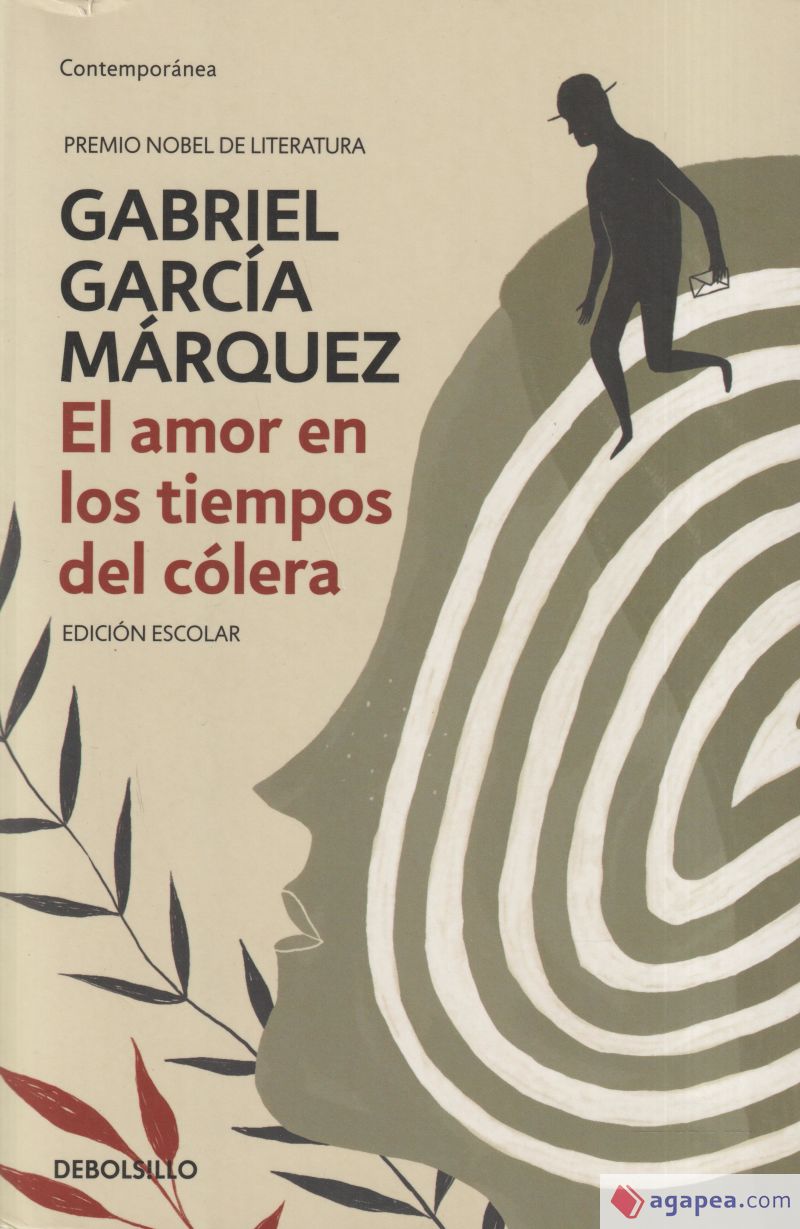 Contemporánea
PREMIO NOBEL DE LITERATURA
GABRIEL
GARCÍA
MÁRQUEZ
El amor en
los tiempos
del cólera
EDICIÓN ESCOLAR
DEBOLSILLO
agapea.com